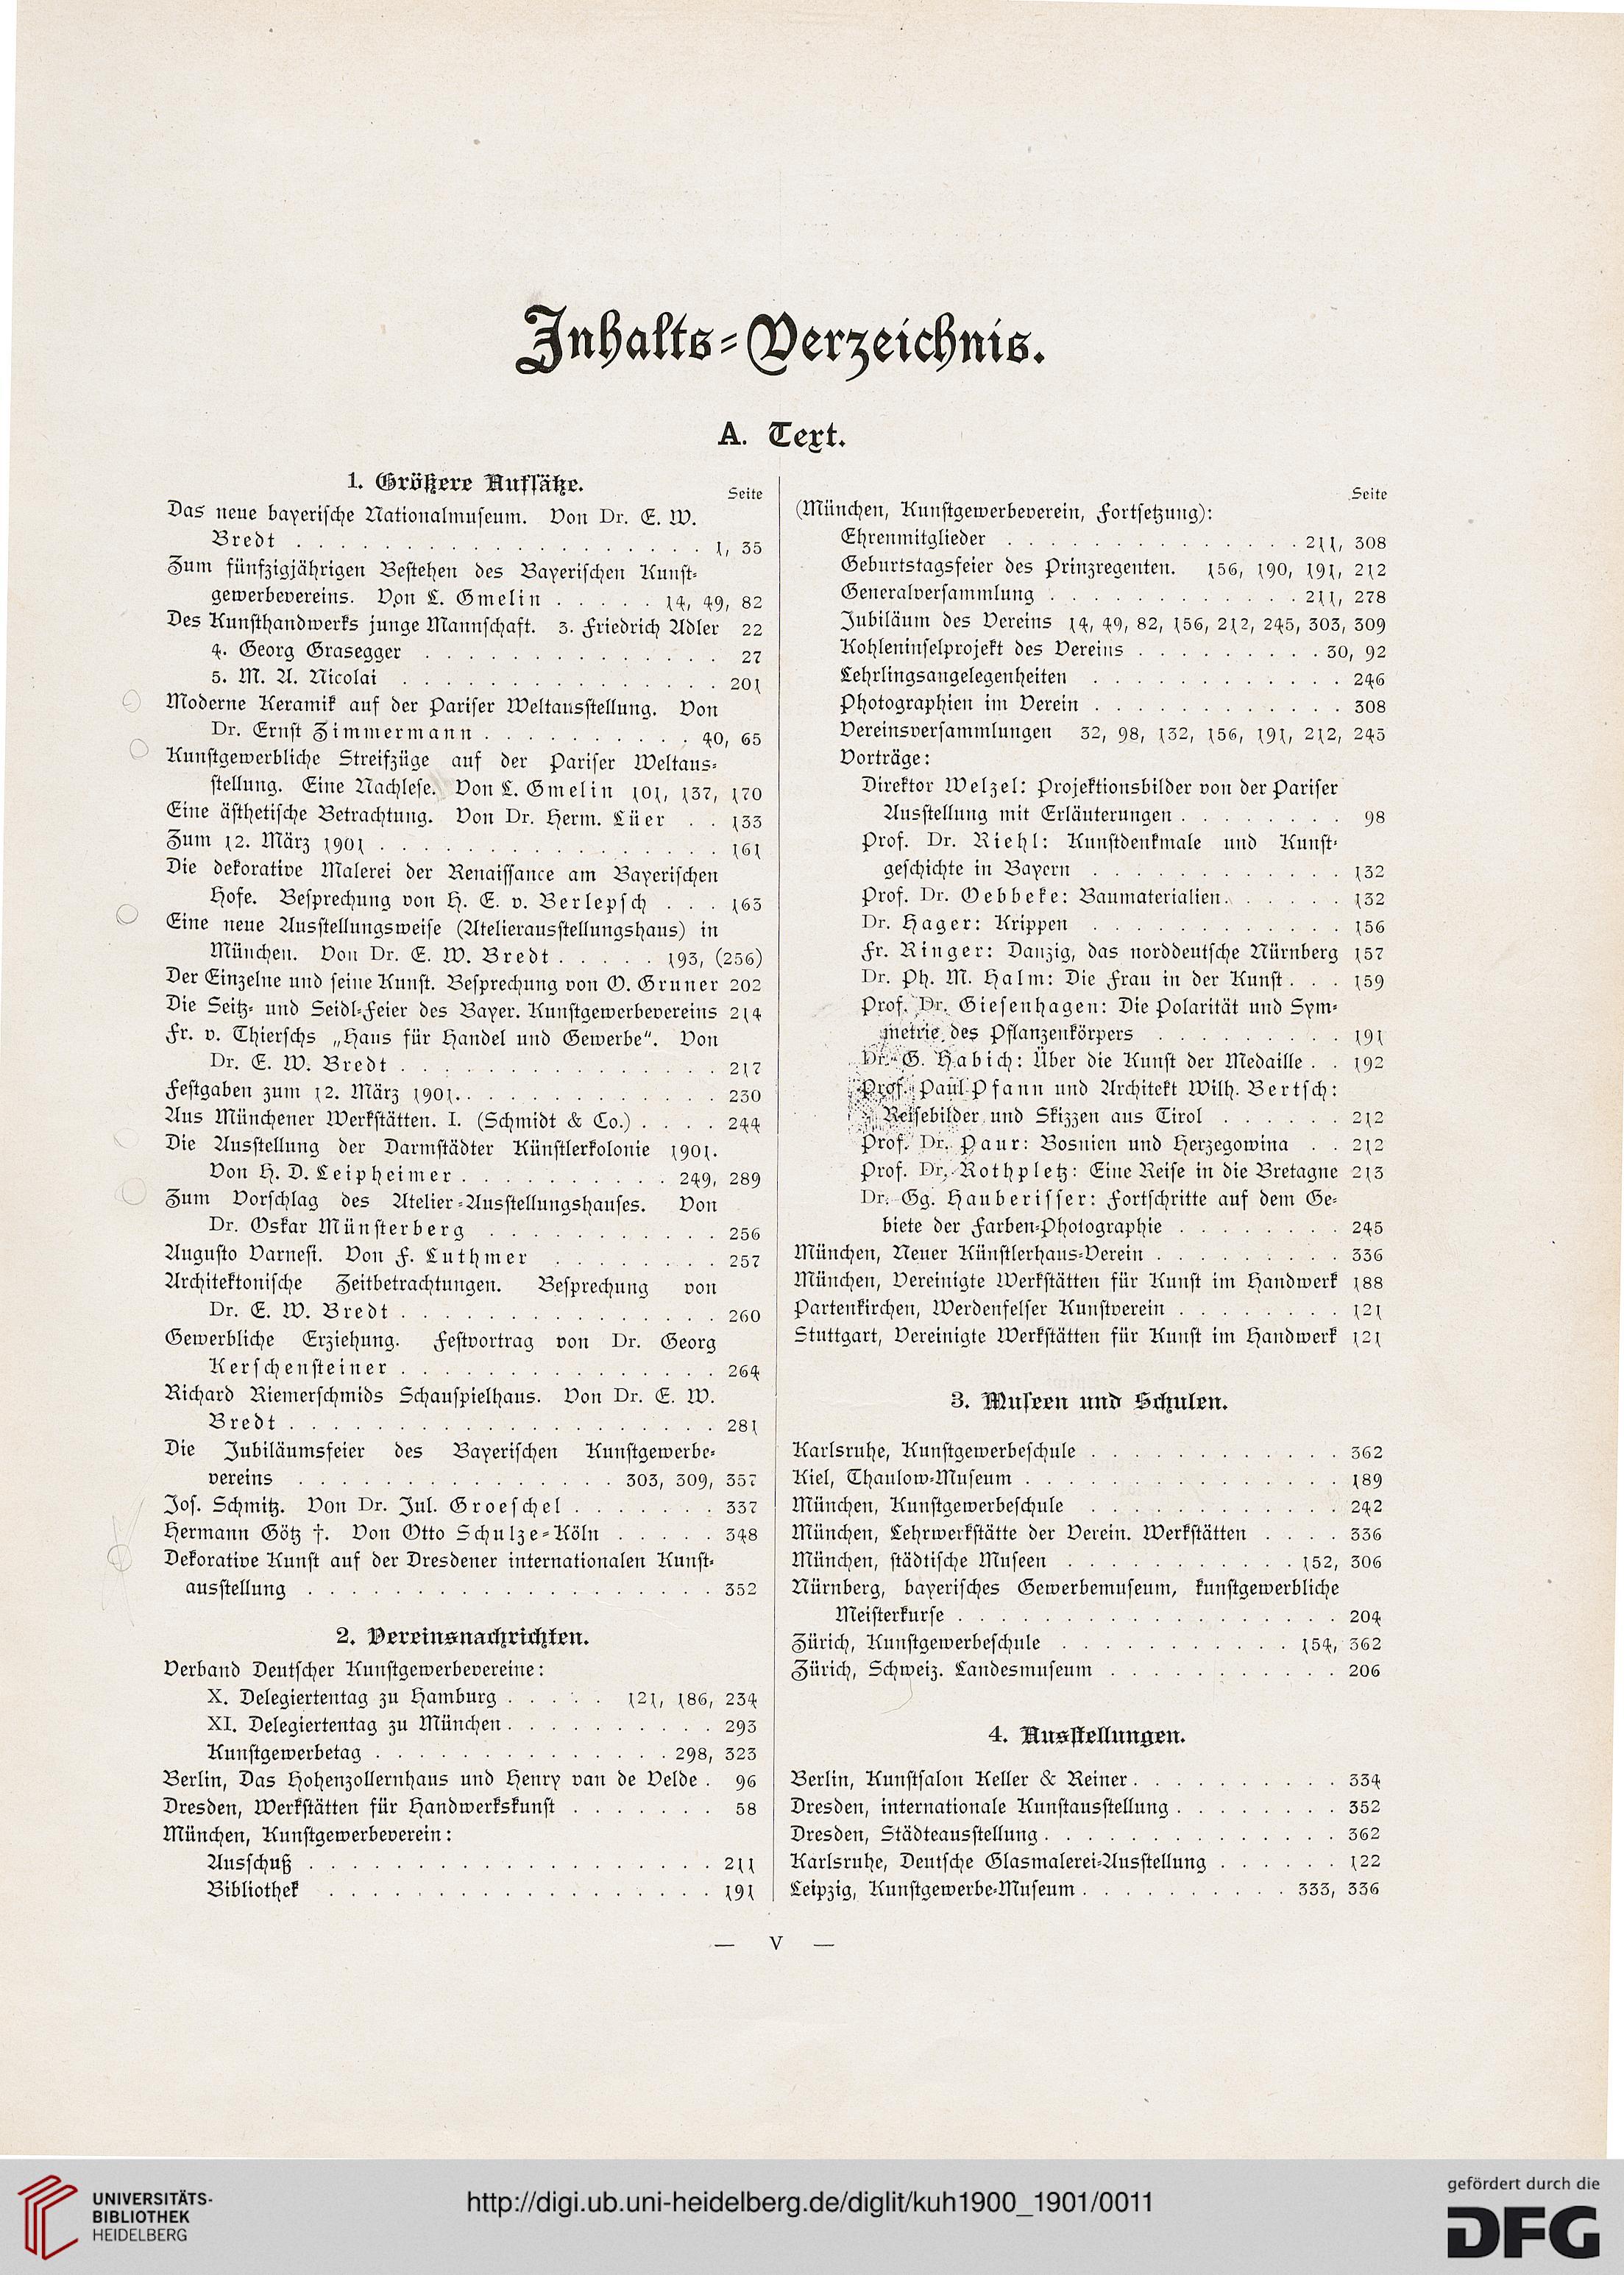 Inhalts-Verzeichnis.
A. Text.
1. Größere Aufsätze.
Seite
Das neue bayerische Nationalmuseum. Von Dr. E. W.
Bredt . . . . . . . . . . . . . . . . . . 1, 35
Zum fünfzigjährigen Bestehen des Bayerischen Kunst-
gewerbevereins. Von L. Gmelin . . . . . 14, 49, 82
Des Kunsthandwerks junge Mannschaft. 3. Friedrich Adler 22
4. Georg Grasegger . . . . . . . . . . . . . 27
5. M. A. Nicolai . . . . . . . . . . . . . . 201
Moderne Keramik auf der Pariser Weltausstellung. Von
Dr. Ernst Zimmermann . . . . . . . . . . 40, 65
Kunstgewerbliche Streifzüge auf der Pariser Weltaus-
stellung. Eine Nachlese. Von L. Gmelin 101, 137, 170
Eine ästhetische Betrachtung. Von Dr. Herm. Lüer . . 133
Zum 12. März 1901 . . . . . . . . . . . . . . . 161
Die dekorative Malerei der Renaissance am Bayerischen
Hofe. Besprechung von H. E. v. Berlepsch . . . 163
Eine neue Ausstellungsweise (Atelierausstellungshaus) in
München. Von Dr. E. W. Bredt . . . . . 193, (256)
Der Einzelne und seine Kunst. Besprechung von O. Gruner 202
Die Seitz- und Seidl-Feier des Bayer. Kunstgewerbevereins 214
Fr. v. Thierschs „Haus für Handel und Gewerbe“. Von
Dr. E. W. Bredt . . . . . . . . . . . . . . 217
Festgaben zum 12. März 1901 . . . . . . . . . . . . 230
Aus Münchener Werkstätten. I. (Schmidt & Co.) . . . . 244
Die Ausstellung der Darmstädter Künstlerkolonie 1901.
Von H. D. Leipheimer . . . . . . . . . . 249, 289
Zum Vorschlag des Atelier-Ausstellungshauses. Von
Dr. Oskar Münsterberg . . . . . . . . . . . 256
Augusto Varnesi. Von F. Luthmer . . . . . . . . 257
Architektonische Zeitbetrachtungen. Besprechung von
Dr. E. W. Bredt . . . . . . . . . . . . . . 260
Gewerbliche Erziehung. Festvortrag von Dr. Georg
Kerschensteiner . . . . . . . . . . . . . . 264
Richard Riemerschmids Schauspielhaus. Von Dr. E. W.
Bredt . . . . . . . . . . . . . . . . . . . 281
Die Jubiläumsfeier des Bayerischen Kunstgewerbe-
vereins . . . . . . . . . . . . . . 303, 309, 357
Jos. Schmitz. Von Dr. Jul. Groeschel . . . . . . . 337
Hermann Götz †. Von Otto Schulze-Köln . . . . . 348
Dekorative Kunst auf der Dresdener internationalen Kunst-
ausstellung . . . . . . . . . . . . . . . . . 352
2. Vereinsnachrichten.
Verband Deutscher Kunstgewerbevereine:
X. Delegiertentag zu Hamburg . . . . . 121, 186, 234
XI. Delegiertentag zu München . . . . . . . . . . 293
Kunstgewerbetag . . . . . . . . . . . . . 298, 323
Berlin, Das Hohenzollernhaus und Henry van de Velde . 96
Dresden, Werkstätten für Handwerkskunst . . . . . . . 58
München, Kunstgewerbeverein:
Ausschuß . . . . . . . . . . . . . . . . . . 211
Bibliothek . . . . . . . . . . . . . . . . . 191
Seite
(München, Kunstgewerbeverein, Fortsetzung):
Ehrenmitglieder . . . . . . . . . . . . . 211, 308
Geburtstagsfeier des Prinzregenten. 156, 190, 191, 212
Generalversammlung . . . . . . . . . . . . 211, 278
Jubiläum des Vereins 14, 49, 82, 156, 212, 245, 303, 309
Kohleninselprojekt des Vereins . . . . . . . . . 30, 92
Lehrlingsangelegenheiten . . . . . . . . . . . . 246
Photographien im Verein . . . . . . . . . . . . 308
Vereinsversammlungen 32, 98, 132, 156, 191, 212, 245
Vorträge:
Direktor Welzel: Projektionsbilder von der Pariser
Ausstellung mit Erläuterungen . . . . . . . . 98
Prof. Dr. Riehl: Kunstdenkmale und Kunst-
geschichte in Bayern . . . . . . . . . . . . 132
Prof. Dr. Oebbeke: Baumaterialien . . . . . . 132
Dr. Hager: Krippen . . . . . . . . . . . . 156
Fr. Ringer: Danzig, das norddeutsche Nürnberg 157
Dr. Ph. M. Halm: Die Frau in der Kunst . . . 159
Prof. Dr. Giesenhagen: Die Polarität und Sym-
metrie des Pflanzenkörpers . . . . . . . . . 191
Dr. G. Habich: Über die Kunst der Medaille . . 192
Prof. Paul Pfann und Architekt Wilh. Bertsch:
Reisebilder und Skizzen aus Tirol . . . . . . 212
Prof. Dr. Paur: Bosnien und Herzegowina . . 212
Prof. Dr. Rothpletz: Eine Reise in die Bretagne 213
Dr. Gg. Hauberisser: Fortschritte auf dem Ge-
biete der Farben-Photographie . . . . . . . . 245
München, Neuer Künstlerhaus-Verein . . . . . . . . . 336
München, Vereinigte Werkstätten für Kunst im Handwerk 188
Partenkirchen, Werdenfelser Kunstverein . . . . . . . . 121
Stuttgart, Vereinigte Werkstätten für Kunst im Handwerk 121
3. Museen und Schulen.
Karlsruhe, Kunstgewerbeschule . . . . . . . . . . . . 362
Kiel, Thaulow-Museum . . . . . . . . . . . . . . . 189
München, Kunstgewerbeschule . . . . . . . . . . . . 242
München, Lehrwerkstätte der Verein. Werkstätten . . . . 336
München, städtische Museen . . . . . . . . . . . 152, 306
Nürnberg, bayerisches Gewerbemuseum, kunstgewerbliche
Meisterkurse . . . . . . . . . . . . . . . . . 204
Zürich, Kunstgewerbeschule . . . . . . . . . . . 154, 362
Zürich, Schweiz. Landesmuseum . . . . . . . . . . . 206
4. Ausstellungen.
Berlin, Kunstsalon Keller & Reiner . . . . . . . . . . 334
Dresden, internationale Kunstausstellung . . . . . . . . 352
Dresden, Städteausstellung . . . . . . . . . . . . . . 362
Karlsruhe, Deutsche Glasmalerei-Ausstellung . . . . . . 122
Leipzig, Kunstgewerbe-Museum . . . . . . . . . . 333, 336
— V —
UNIVERSITÄTS-
BIBLIOTHEK
HEIDELBERG
http://digi.ub.uni-heidelberg.de/diglit/kuh1900_1901/0011
gefördert durch die
DFG